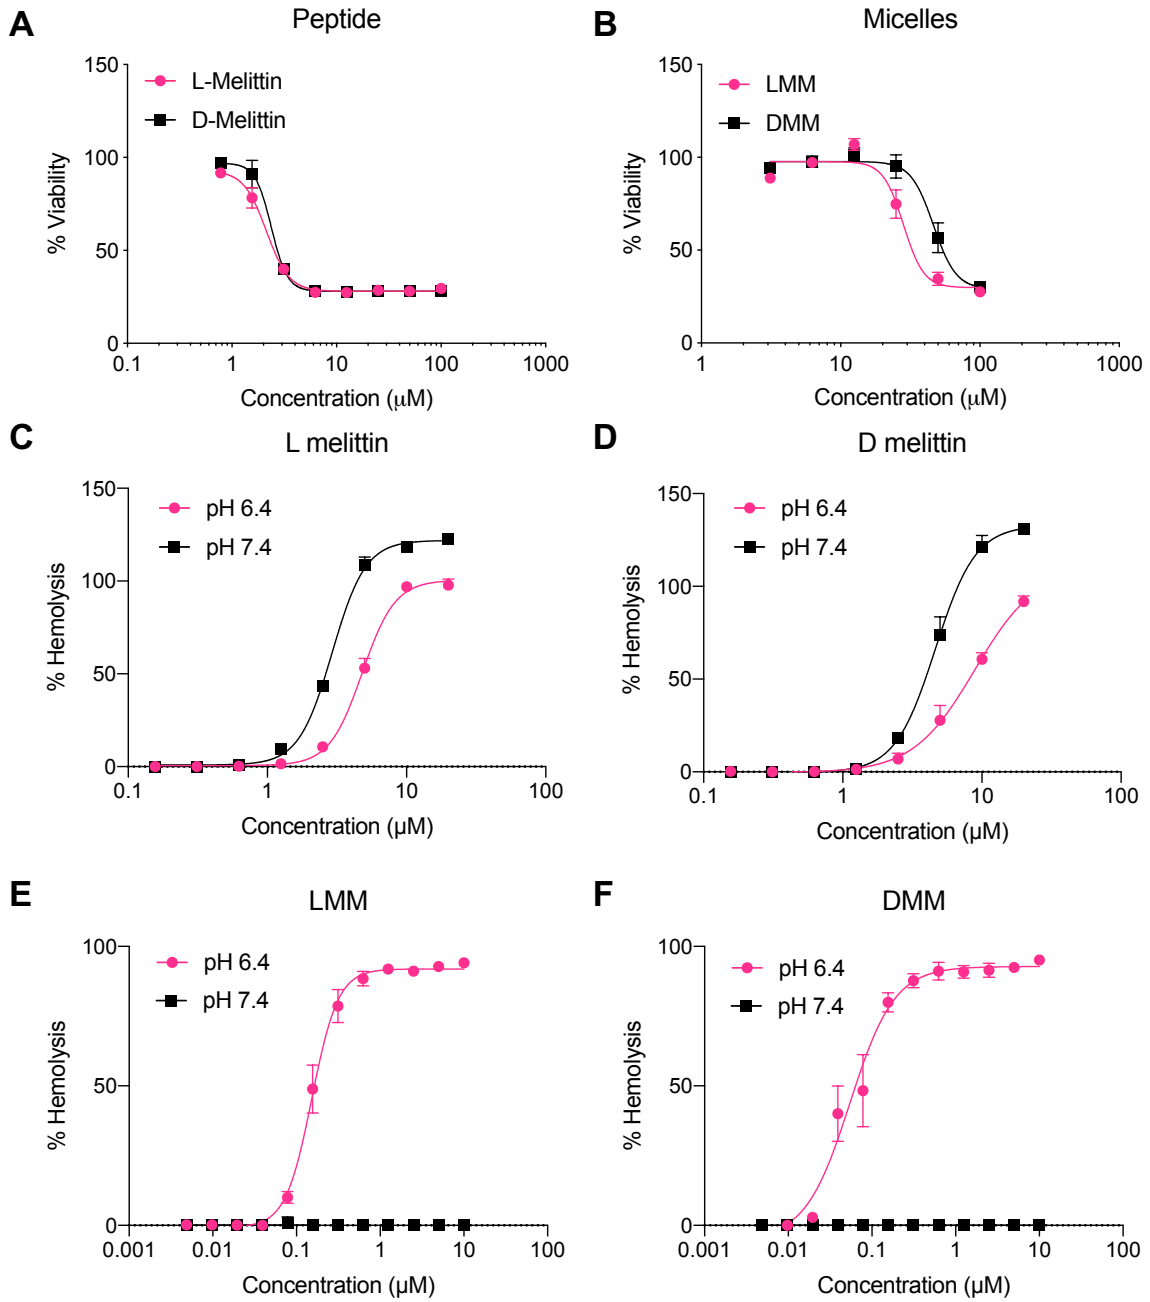 A
Peptide
150
100
50
0
% Viability
L-Melittin
D-Melittin
0.1
1
10
100
1000
Concentration (µM)
B
Micelles
150
100
50
0
% Viability
LMM
DMM
1
10
100
1000
Concentration (µM)
C
L melittin
150
100
50
0
% Hemolysis
pH 6.4
pH 7.4
0.1
1
10
100
Concentration (µM)
D
D melittin
150
100
50
0
% Hemolysis
pH 6.4
pH 7.4
0.1
1
10
100
Concentration (µM)
E
LMM
100
50
0
% Hemolysis
pH 6.4
pH 7.4
0.001
0.01
0.1
1
10
100
Concentration (µM)
F
DMM
100
50
0
% Hemolysis
pH 6.4
pH 7.4
0.001
0.01
0.1
1
10
100
Concentration (µM)